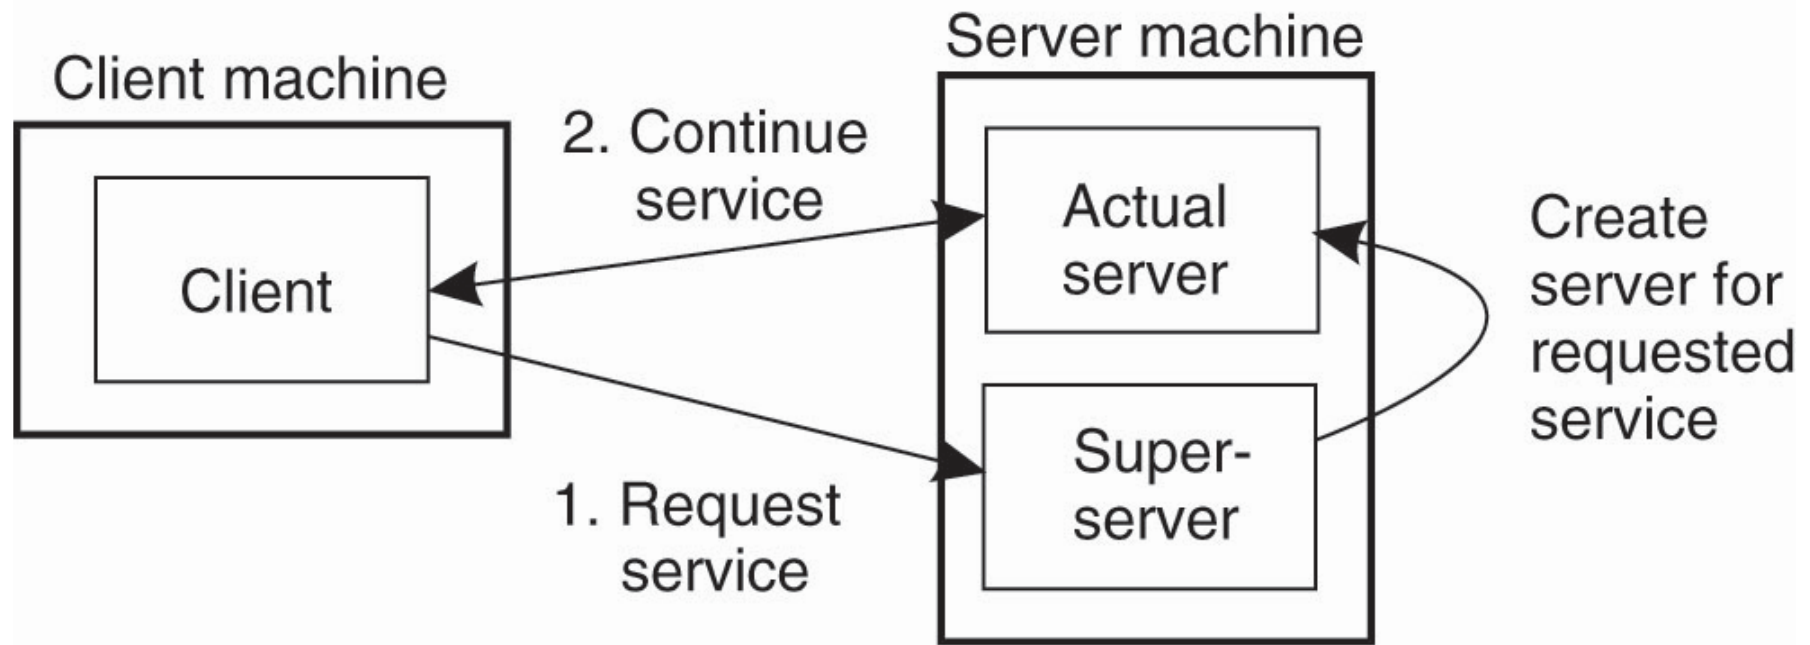 Client machine
Client
2. Continue
service
1. Request
service
Server machine
Actual
server
Super-
server
Create
server for
requested
service